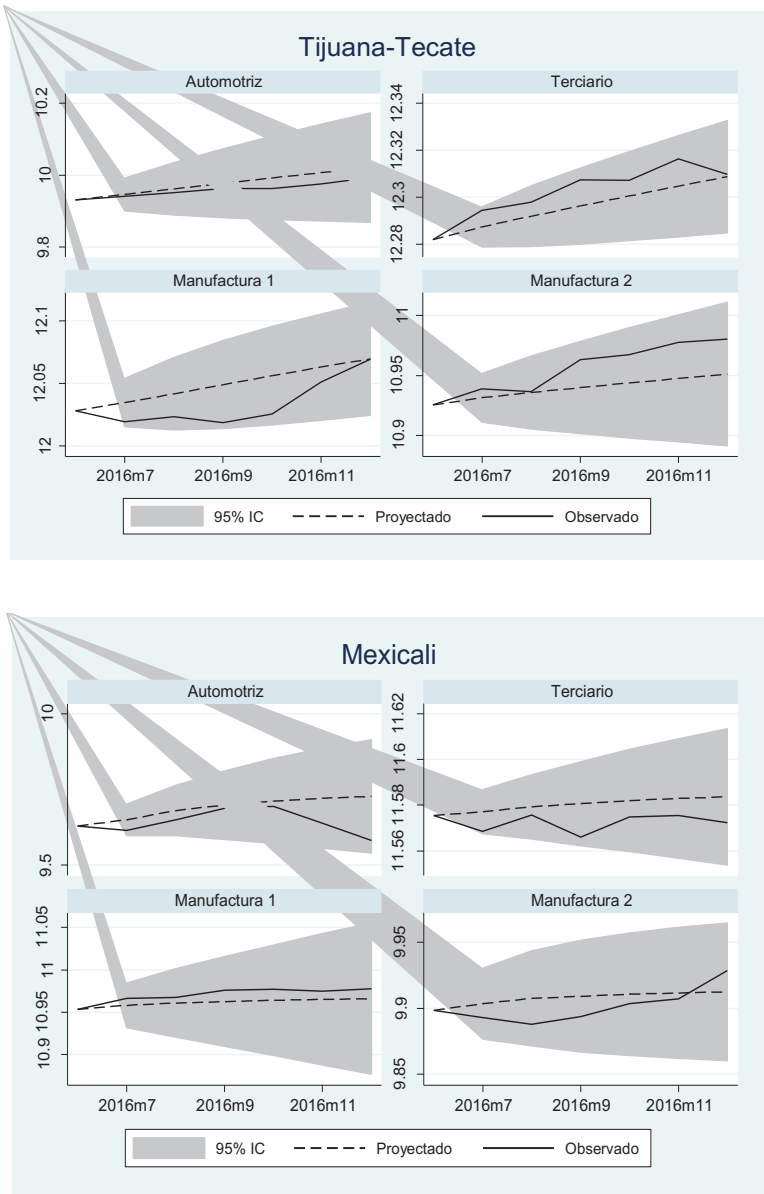 Tijuana-Tecate
Automotriz
Terciario
10.2
10
9.8
12.34
12.32
12.3
12.28
Manufactura 1
Manufactura 2
12.1
12.05
12
11
10.95
10.9
2016m7 2016m9 2016m11
2016m7 2016m9 2016m11
95% IC Proyectado Observado
Mexicali
Automotriz
Terciario
10
9.5
11.62
11.6
11.58
11.56
Manufactura 1
Manufactura 2
11.05
11
10.95
10.9
9.95
9.9
9.85
2016m7 2016m9 2016m11
2016m7 2016m9 2016m11
95% IC Proyectado Observado